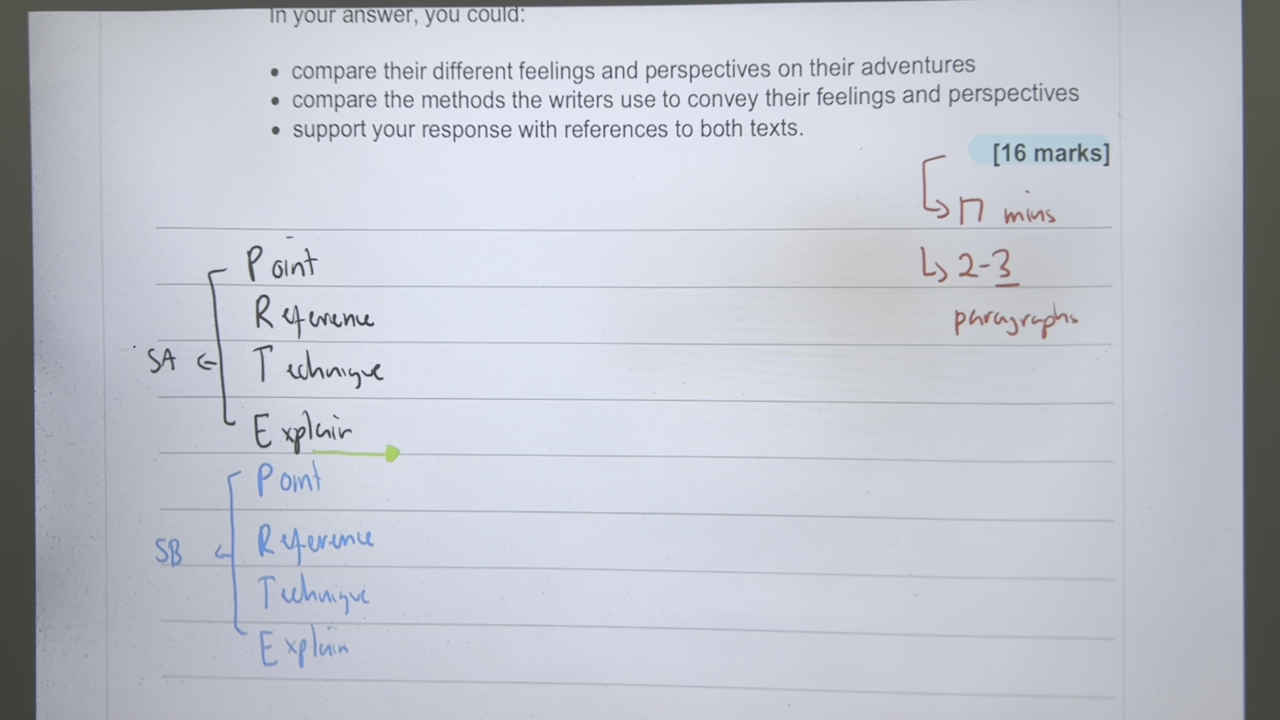 In your answer, you could:
• compare their different feelings and perspectives on their adventures
• compare the methods the writers use to convey their feelings and perspectives
• support your response with references to both texts.
[16 marks]
17 mins
2-3
paragraphs
Point
Reference
SA
Technique
Explain
Point
Reference
SB
Technique
Explain